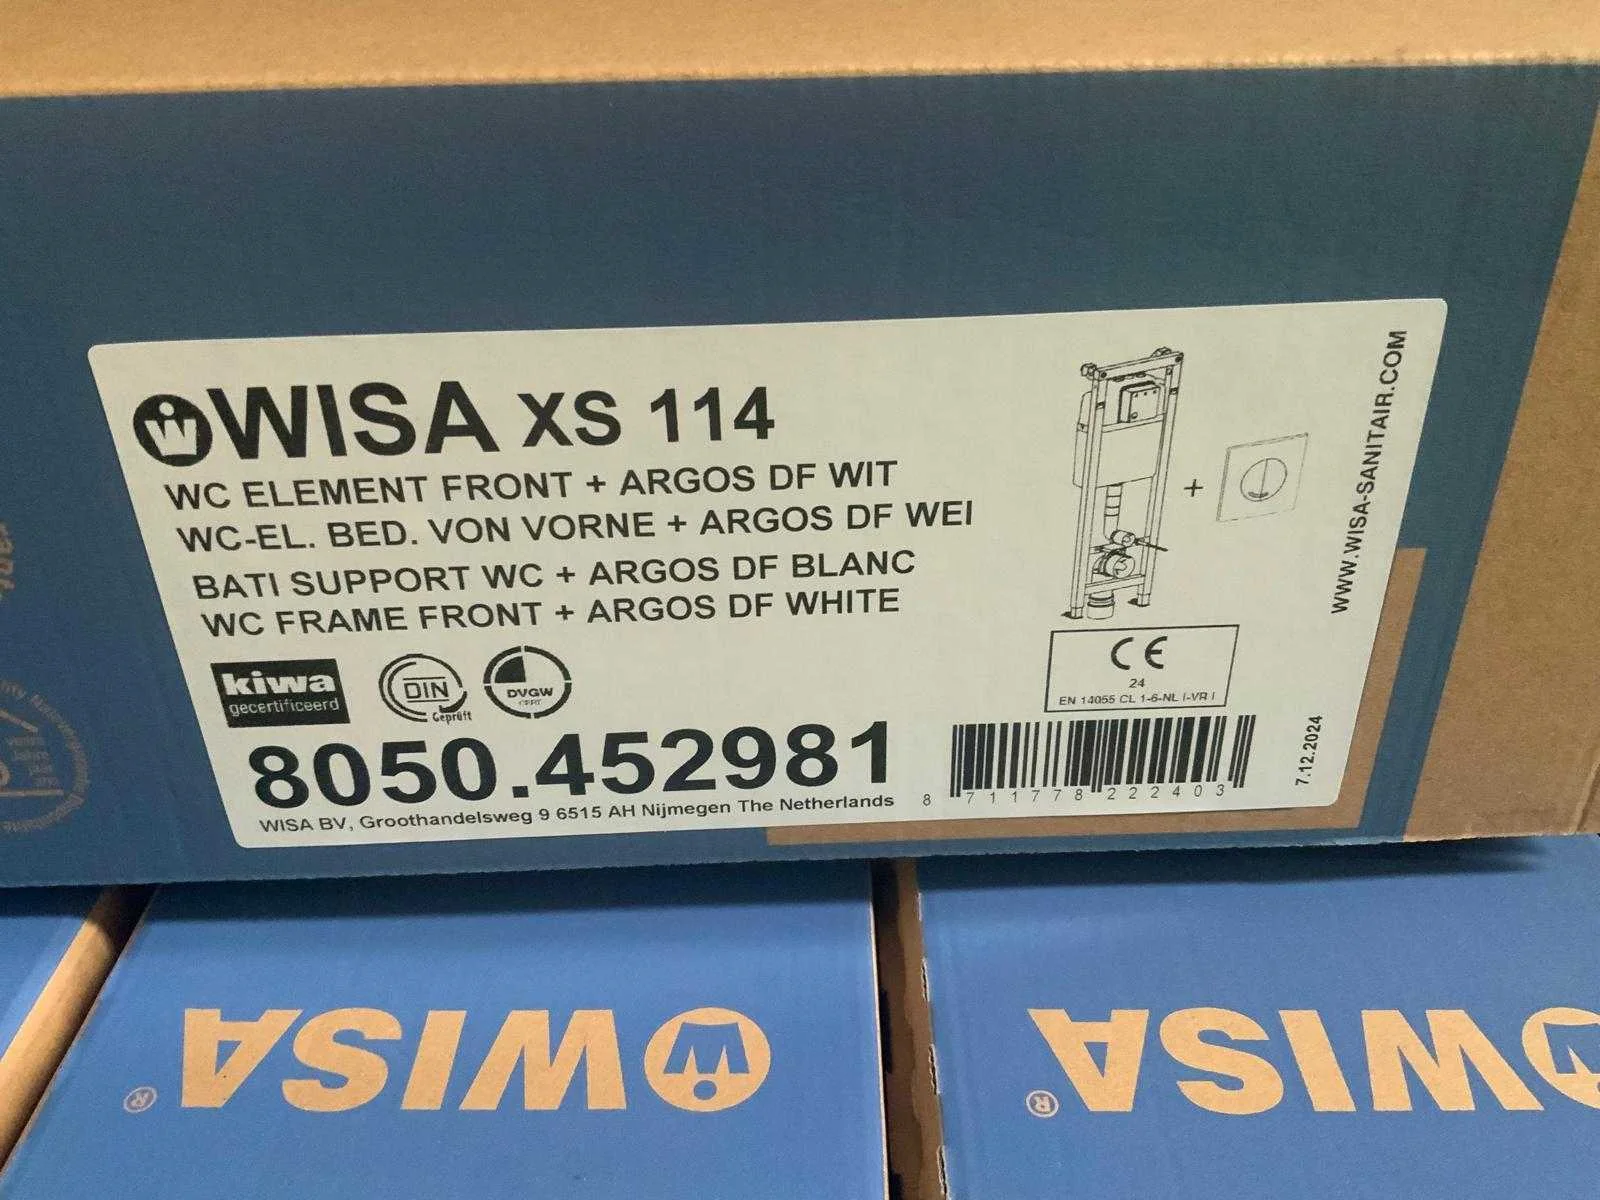 WISA XS 114
WC ELEMENT FRONT + ARGOS DF WIT
WC-EL. BED. VON VORNE + ARGOS DF WEI
BATI SUPPORT WC + ARGOS DF BLANC
WC FRAME FRONT + ARGOS DF WHITE
kiwa
gecertificeerd
DIN
Geprüft
DVGW
CERT
8050.452981
WISA BV, Groothandelsweg 9 6515 AH Nijmegen The Netherlands
+
WWW.WISA-SANITAIR.COM
CE
24
EN 14055 CL 1-6-NL I-VR I
8 711778 222403
7.12.2024
WISA ®
WISA ®